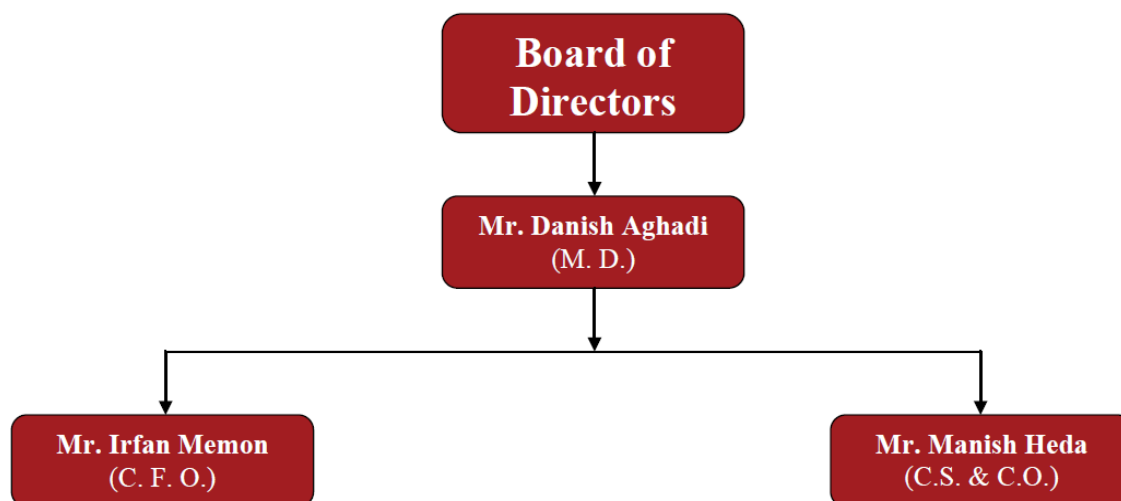 Board of
Directors
Mr. Danish Aghadi
(M. D.)
Mr. Irfan Memon
(C. F. O.)
Mr. Manish Heda
(C.S. & C.O.)